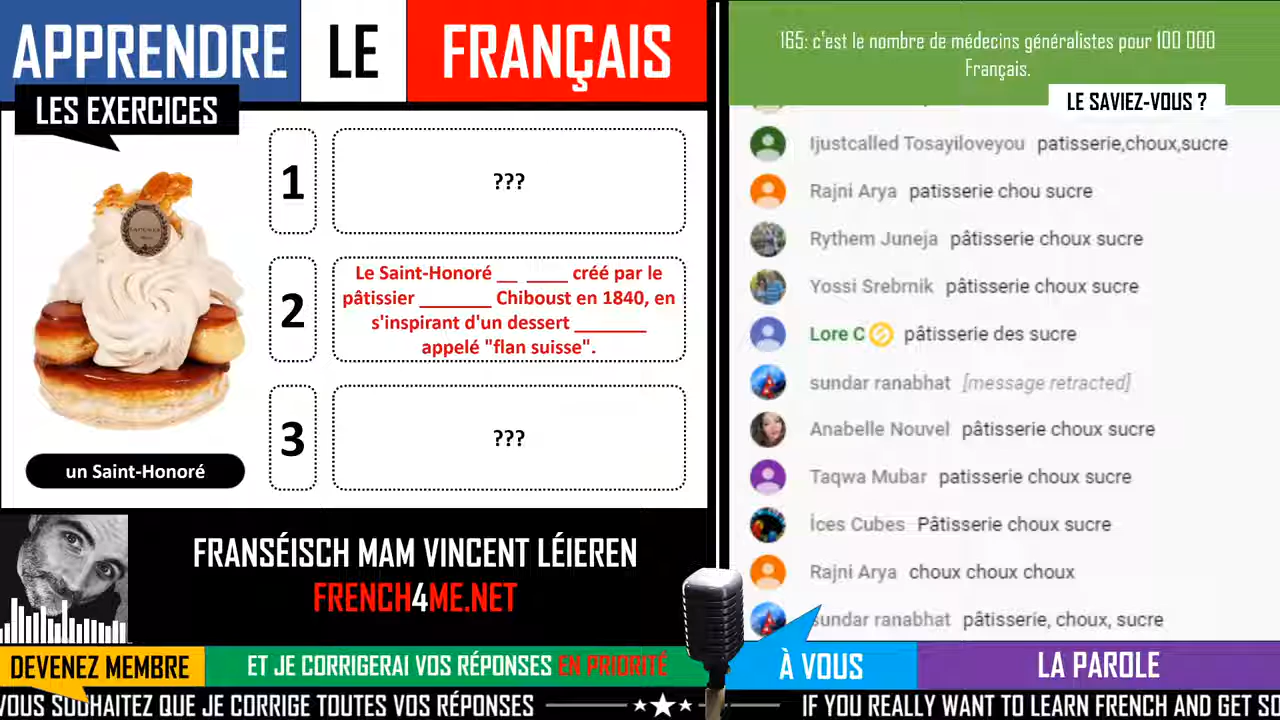 APPRENDRE LE FRANÇAIS
LES EXERCICES
1
???
2
Le Saint-Honoré __ ____ créé par le
pâtissier _______ Chiboust en 1840, en
s'inspirant d'un dessert _______
appelé "flan suisse".
3
???
un Saint-Honoré
FRANSÉISCH MAM VINCENT LÉIEREN
FRENCH4ME.NET
DEVENEZ MEMBRE
ET JE CORRIGERAI VOS RÉPONSES EN PRIORITÉ
165: c'est le nombre de médecins généralistes pour 100 000
Français.
LE SAVIEZ-VOUS ?
Ijustcalled Tosayiloveyou patisserie,choux,sucre
Rajni Arya patisserie chou sucre
Rythem Juneja pâtisserie choux sucre
Yossi Srebrnik pâtisserie choux sucre
Lore C pâtisserie des sucre
sundar ranabhat [message retracted]
Anabelle Nouvel pâtisserie choux sucre
Taqwa Mubar patisserie choux sucre
İces Cubes Pâtisserie choux sucre
Rajni Arya choux choux choux
sundar ranabhat pâtisserie, choux, sucre
À VOUS
LA PAROLE
VOUS SOUHAITEZ QUE JE CORRIGE TOUTES VOS RÉPONSES
IF YOU REALLY WANT TO LEARN FRENCH AND GET SO